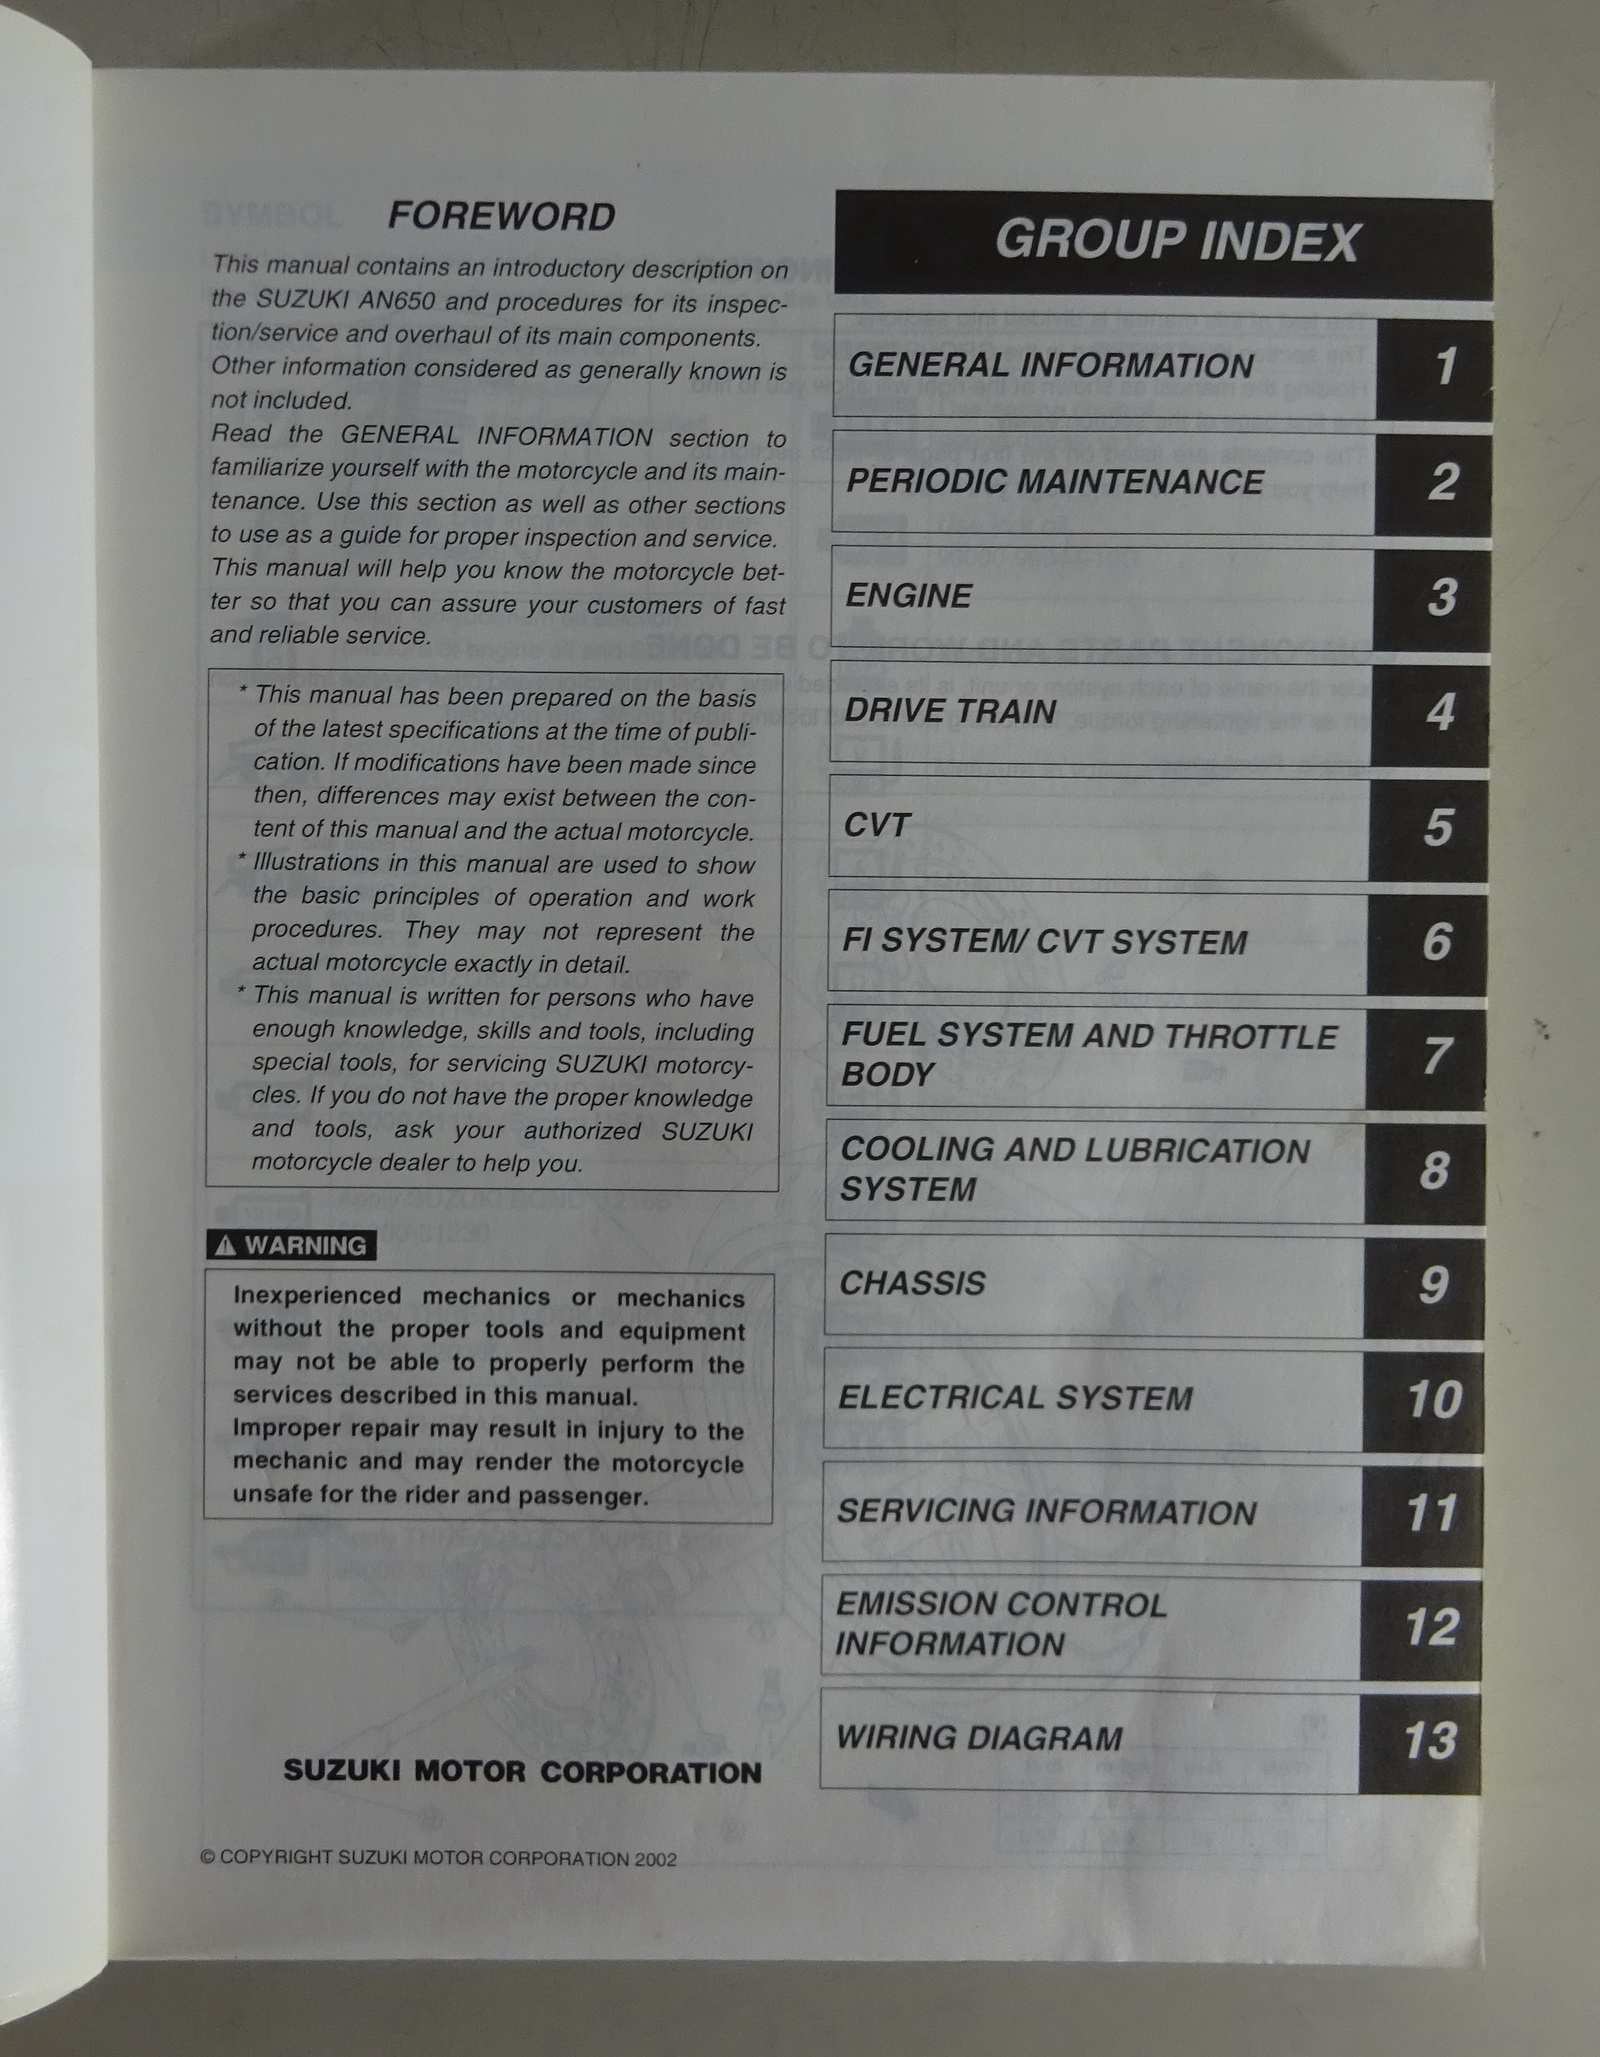 FOREWORD
This manual contains an introductory description on
the SUZUKI AN650 and procedures for its inspec-
tion/service and overhaul of its main components.
Other information considered as generally known is
not included.
Read the GENERAL INFORMATION section to
familiarize yourself with the motorcycle and its main-
tenance. Use this section as well as other sections
to use as a guide for proper inspection and service.
This manual will help you know the motorcycle bet-
ter so that you can assure your customers of fast
and reliable service.
* This manual has been prepared on the basis
of the latest specifications at the time of publi-
cation. If modifications have been made since
then, differences may exist between the con-
tent of this manual and the actual motorcycle.
* Illustrations in this manual are used to show
the basic principles of operation and work
procedures. They may not represent the
actual motorcycle exactly in detail.
* This manual is written for persons who have
enough knowledge, skills and tools, including
special tools, for servicing SUZUKI motorcy-
cles. If you do not have the proper knowledge
and tools, ask your authorized SUZUKI
motorcycle dealer to help you.
WARNING
Inexperienced mechanics or mechanics
without the proper tools and equipment
may not be able to properly perform the
services described in this manual.
Improper repair may result in injury to the
mechanic and may render the motorcycle
unsafe for the rider and passenger.
SUZUKI MOTOR CORPORATION
© COPYRIGHT SUZUKI MOTOR CORPORATION 2002
GROUP INDEX
GENERAL INFORMATION 1
PERIODIC MAINTENANCE 2
ENGINE 3
DRIVE TRAIN 4
CVT 5
FI SYSTEM/ CVT SYSTEM 6
FUEL SYSTEM AND THROTTLE
BODY 7
COOLING AND LUBRICATION
SYSTEM 8
CHASSIS 9
ELECTRICAL SYSTEM 10
SERVICING INFORMATION 11
EMISSION CONTROL
INFORMATION 12
WIRING DIAGRAM 13